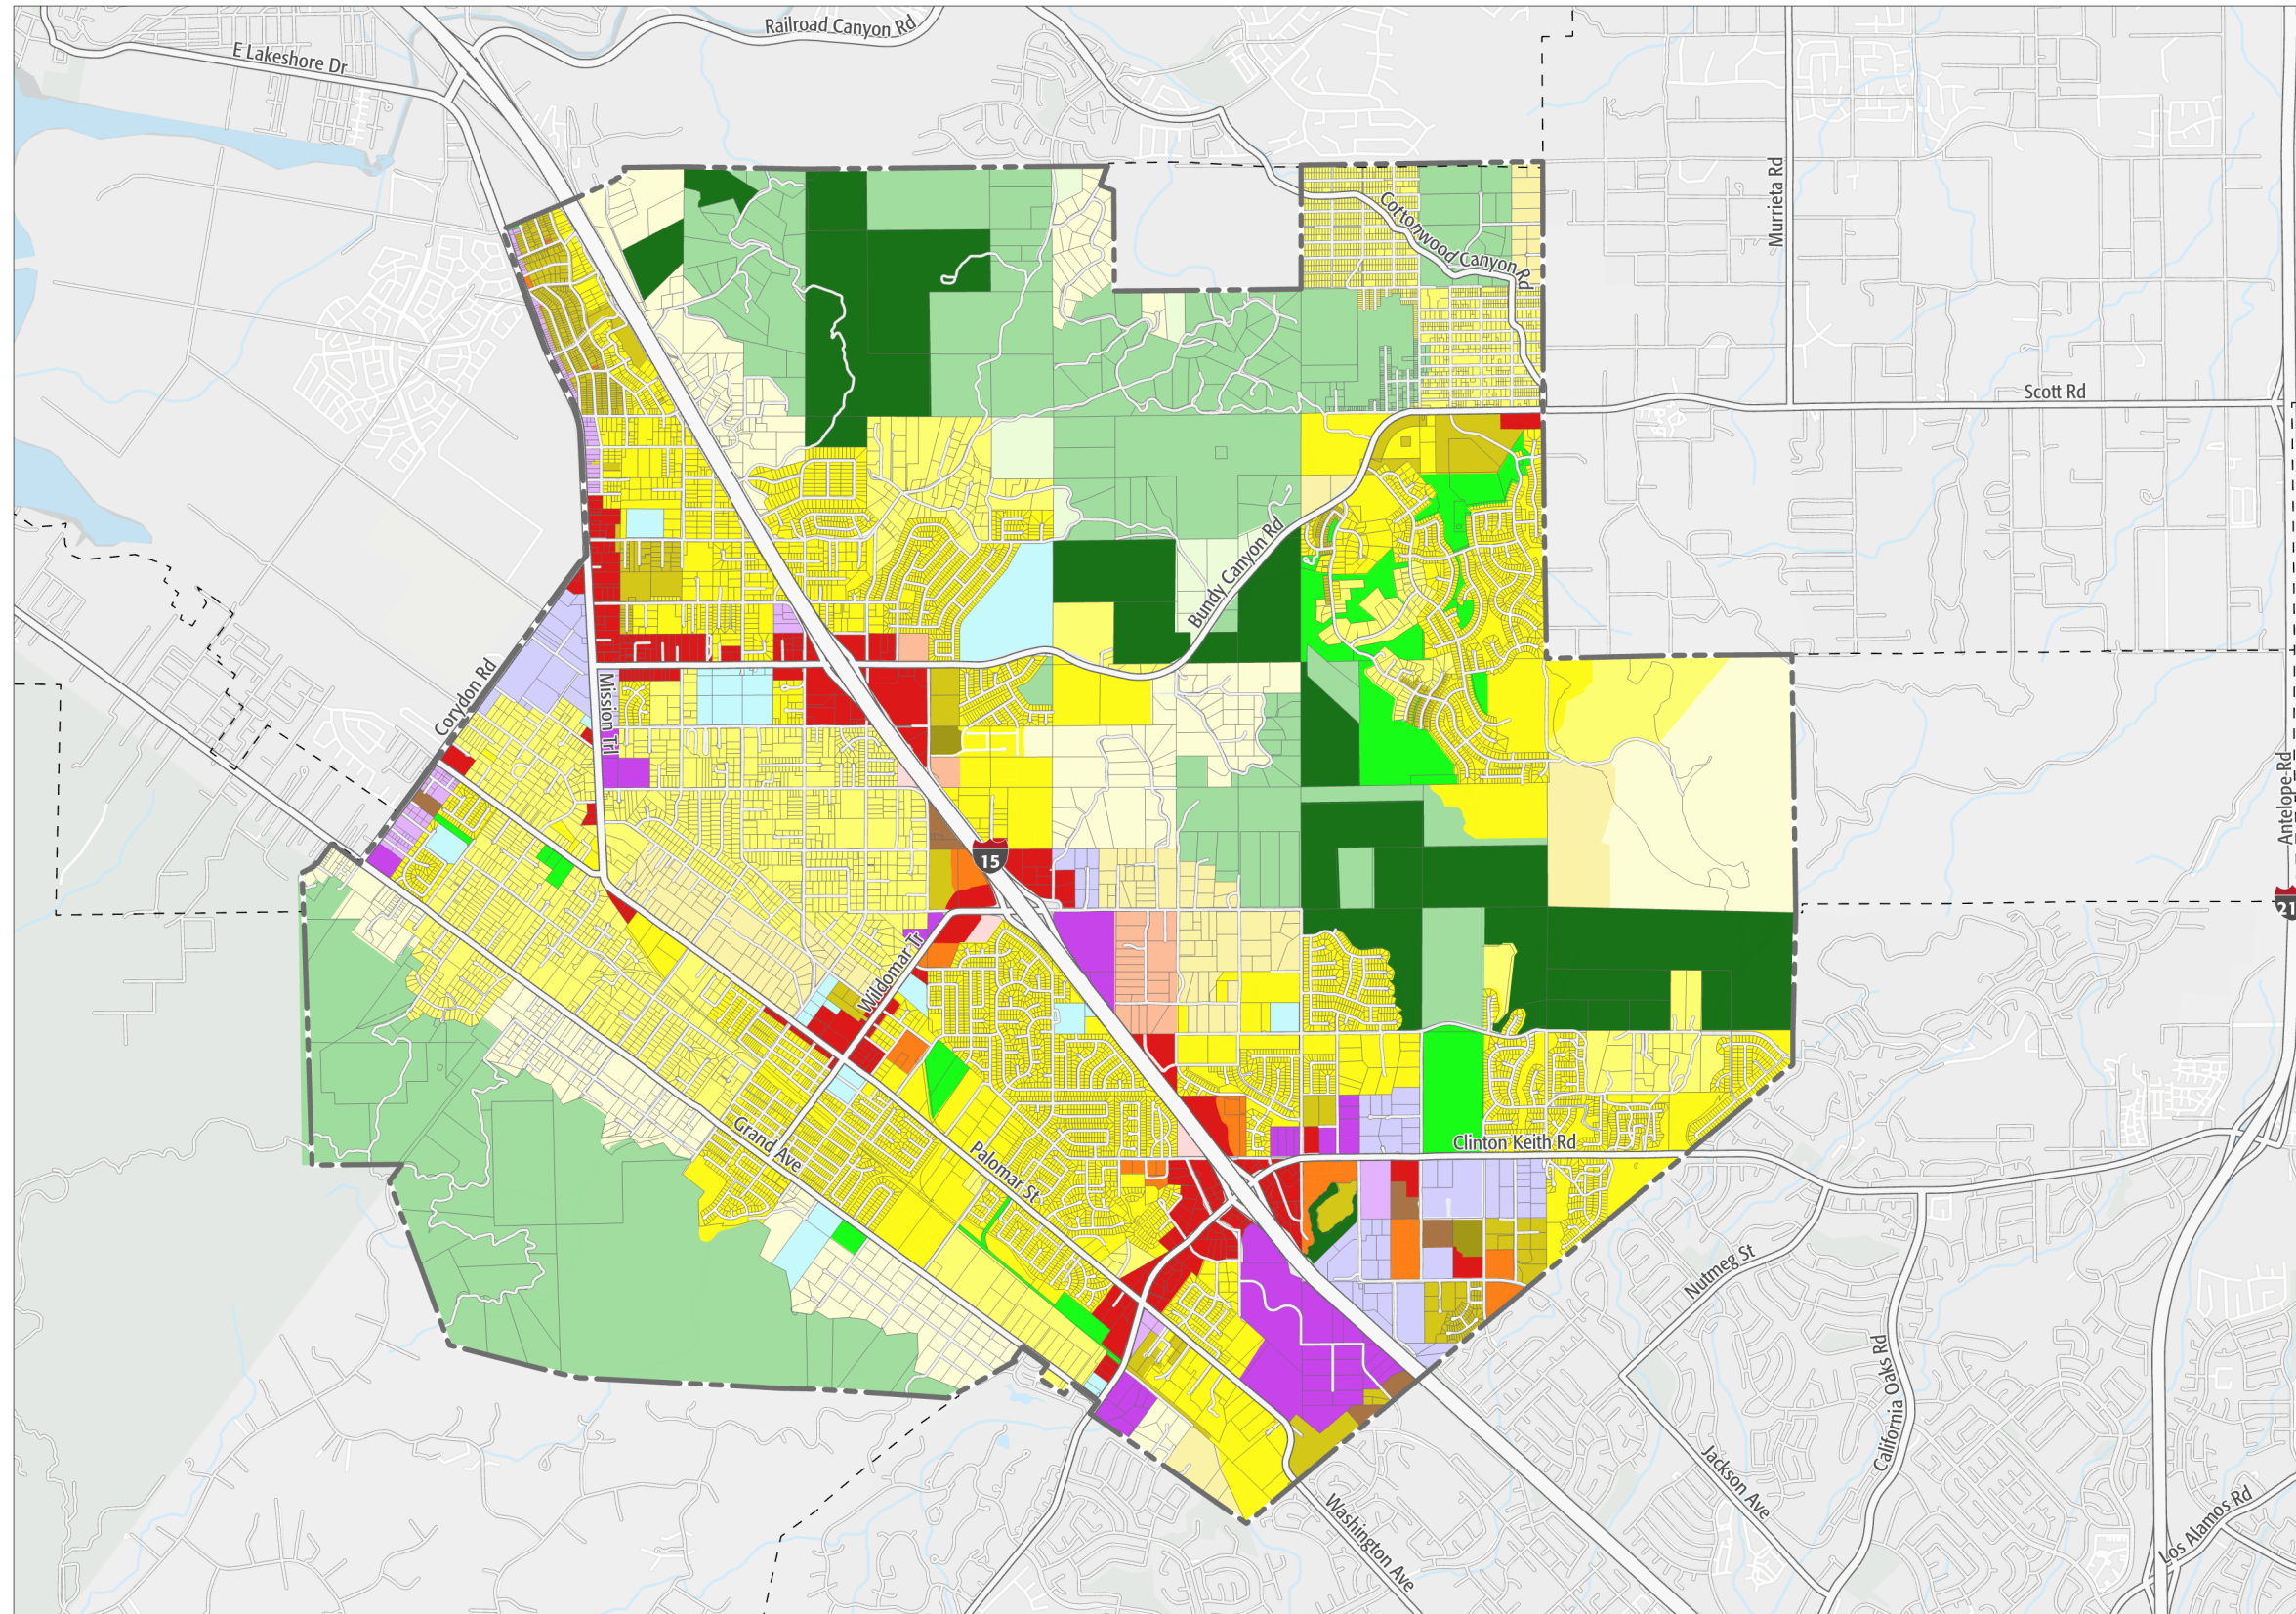 Railroad Canyon Rd
E Lakeshore Dr
Murrieta Rd
Cottonwood Canyon Rd
Scott Rd
Bundy Canyon Rd
Corydon Rd
Mission Trl
Antelope Rd
15
21
Wildomar Tr
Grand Ave
Palomar St
Clinton Keith Rd
Nutmeg St
California Oaks Rd
Jackson Ave
Washington Ave
Los Alamos Rd